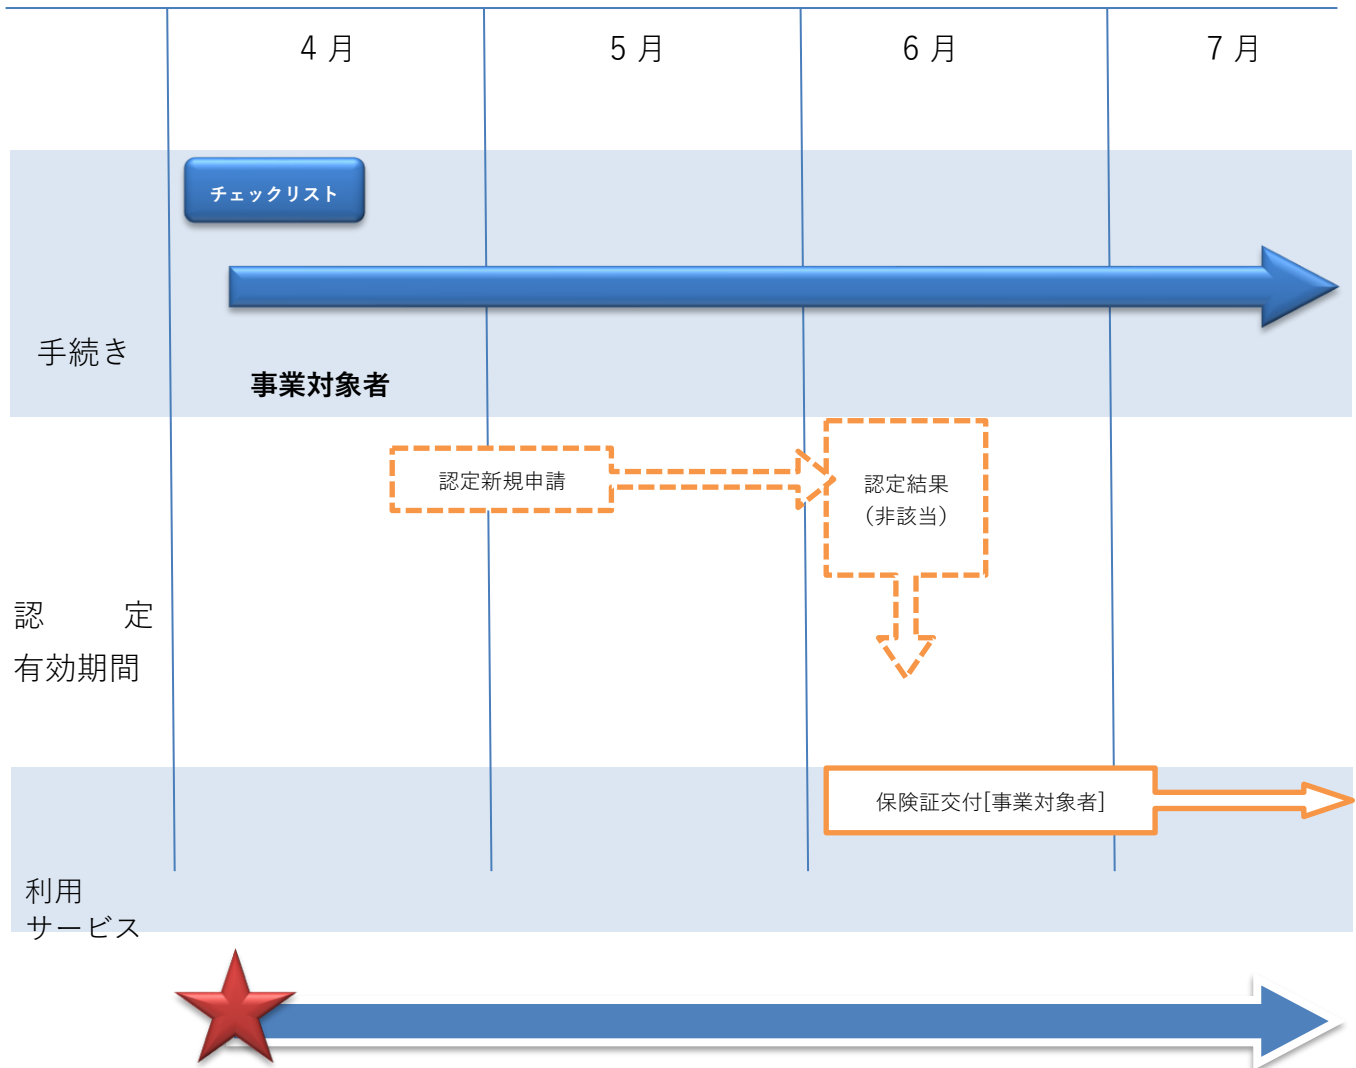 4月
5月
6月
7月
チェックリスト
手続き
事業対象者
認定新規申請
認定結果
（非該当）
認　定
有効期間
保険証交付[事業対象者]
利用
サービス